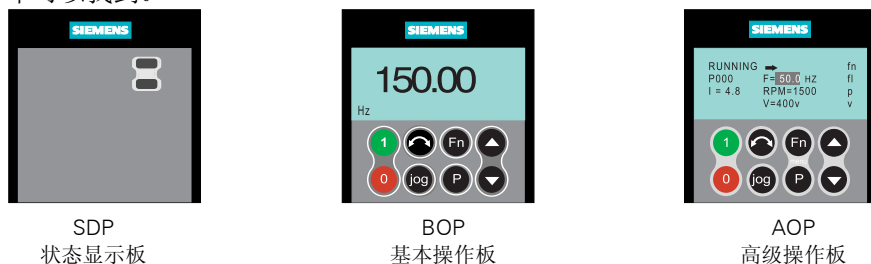 SIEMENS
SIEMENS
150.00
Hz
1
Fn
0
jog
P
SIEMENS
RUNNING fn
P000 F= 50.0 HZ fl
I = 4.8 RPM=1500 p
V=400v v
1
Fn
0
jog
P
SDP
状态显示板
BOP
基本操作板
AOP
高级操作板